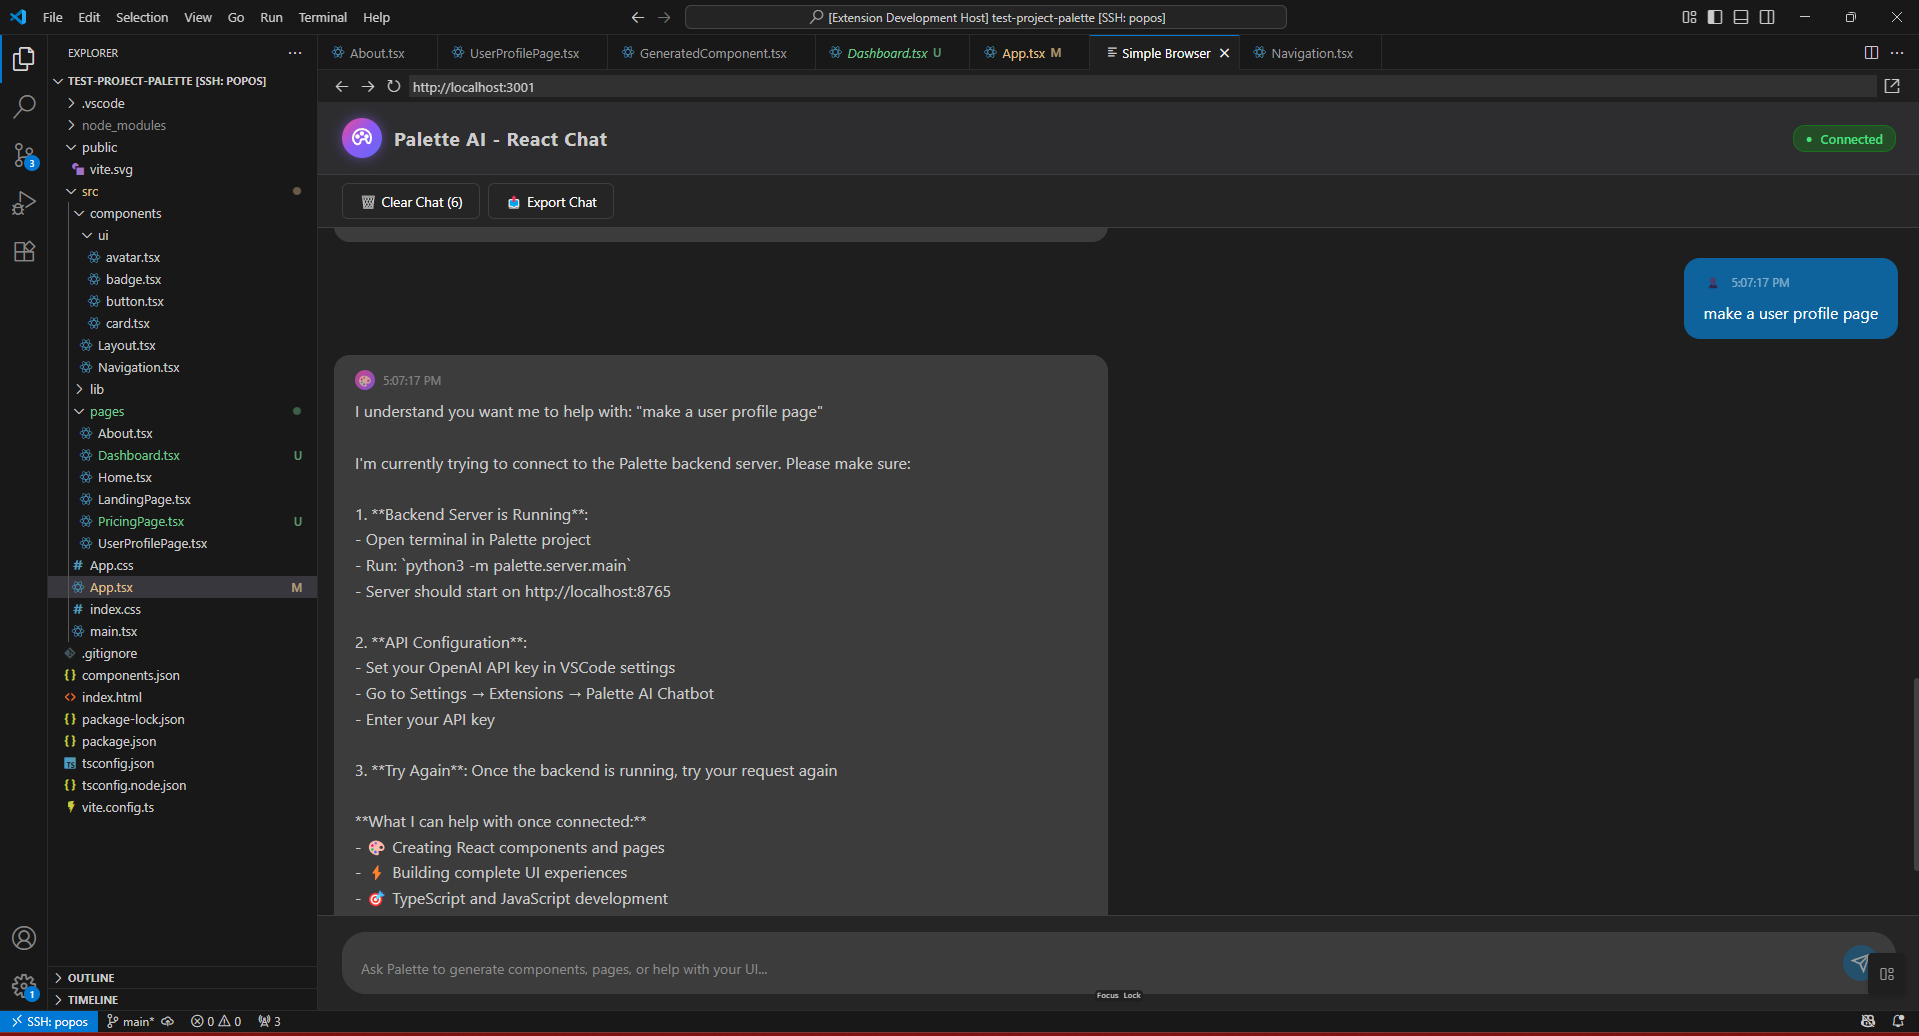 File Edit Selection View Go Run Terminal Help
[Extension Development Host] test-project-palette [SSH: popos]
EXPLORER
TEST-PROJECT-PALETTE [SSH: POPOS]
.vscode
node_modules
public
vite.svg
src
components
ui
avatar.tsx
badge.tsx
button.tsx
card.tsx
Layout.tsx
Navigation.tsx
lib
pages
About.tsx
Dashboard.tsx U
Home.tsx
LandingPage.tsx
PricingPage.tsx U
UserProfilePage.tsx
# App.css
App.tsx M
# index.css
main.tsx
.gitignore
{} components.json
<> index.html
{} package-lock.json
{} package.json
TS tsconfig.json
{} tsconfig.node.json
vite.config.ts
OUTLINE
TIMELINE
3
1
About.tsx UserProfilePage.tsx GeneratedComponent.tsx Dashboard.tsx U App.tsx M Simple Browser Navigation.tsx
http://localhost:3001
Palette AI - React Chat
• Connected
Clear Chat (6) Export Chat
5:07:17 PM
make a user profile page
5:07:17 PM
I understand you want me to help with: "make a user profile page"
I'm currently trying to connect to the Palette backend server. Please make sure:
1. **Backend Server is Running**:
- Open terminal in Palette project
- Run: `python3 -m palette.server.main`
- Server should start on http://localhost:8765
2. **API Configuration**:
- Set your OpenAI API key in VSCode settings
- Go to Settings → Extensions → Palette AI Chatbot
- Enter your API key
3. **Try Again**: Once the backend is running, try your request again
**What I can help with once connected:**
- 🎨 Creating React components and pages
- ⚡ Building complete UI experiences
- 🎯 TypeScript and JavaScript development
Ask Palette to generate components, pages, or help with your UI...
Focus Lock
SSH: popos main* 0 0 3